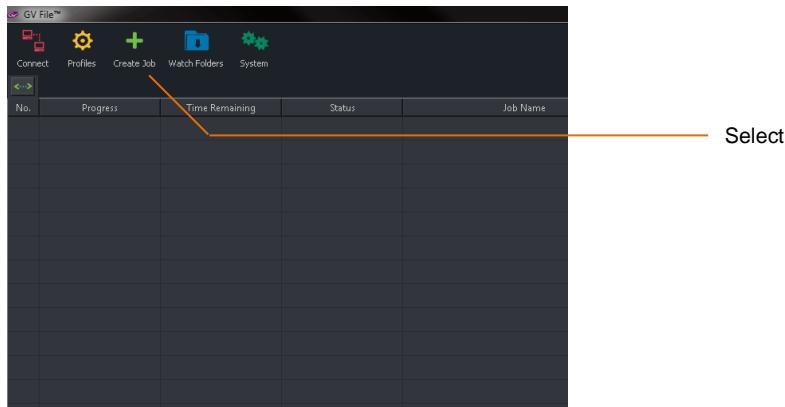 GV File™
Connect Profiles Create Job Watch Folders System
<-->
No. Progress Time Remaining Status Job Name
Select